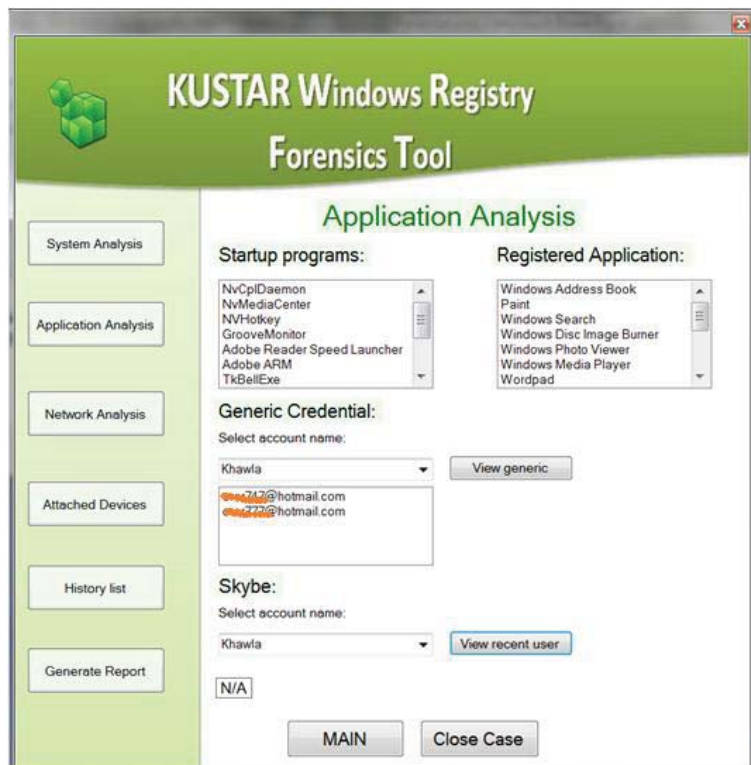 KUSTAR Windows Registry
Forensics Tool
System Analysis
Application Analysis
Network Analysis
Attached Devices
History list
Generate Report
Application Analysis
Startup programs:
NvCplDaemon
NvMediaCenter
NVHotkey
GrooveMonitor
Adobe Reader Speed Launcher
Adobe ARM
TkBellExe
Registered Application:
Windows Address Book
Paint
Windows Search
Windows Disc Image Burner
Windows Photo Viewer
Windows Media Player
Wordpad
Generic Credential:
Select account name:
Khawla
View generic
@hotmail.com
@hotmail.com
Skybe:
Select account name:
Khawla
View recent user
N/A
MAIN
Close Case